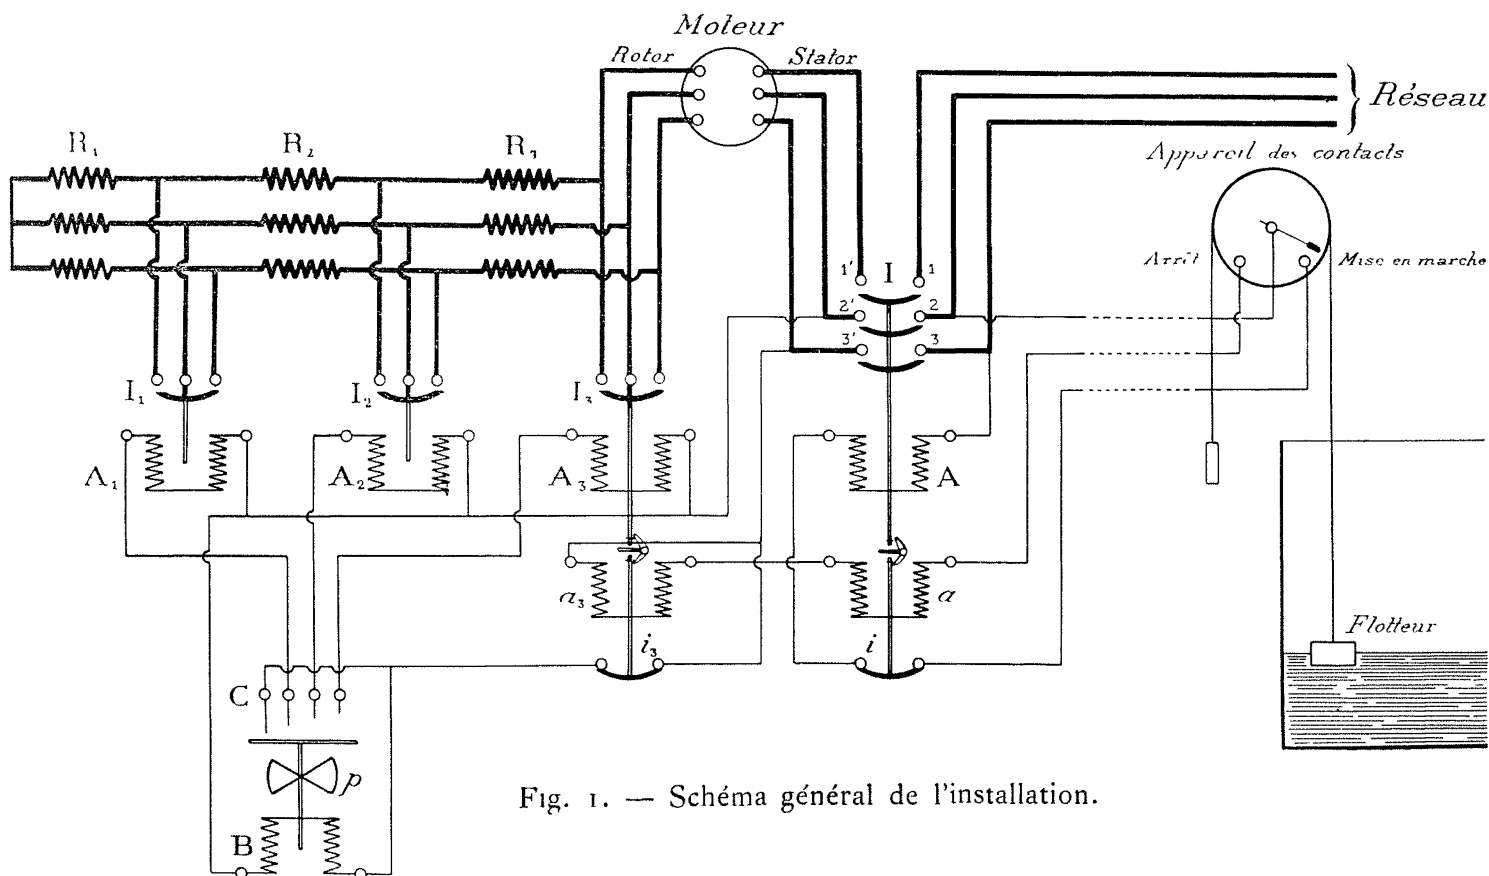 Moteur
Rotor
Stator
Réseau
R₁
R₂
R₃
Appareil des contacts
Arrêt
Mise en marche
1'
I
1
2'
2
3'
3
I₁
I₂
I₃
A₁
A₂
A₃
A
a₃
a
i₃
i
Flotteur
C
p
B
Fig. 1. — Schéma général de l'installation.